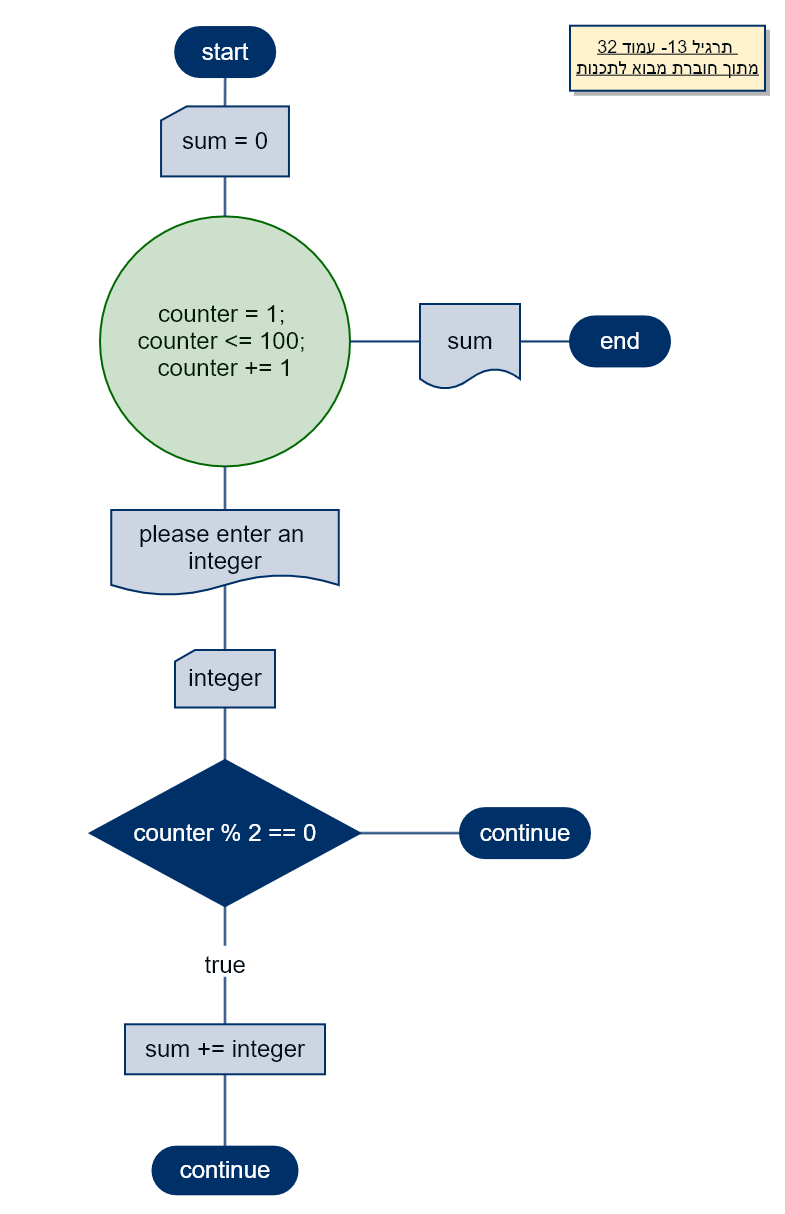 start
תרגיל 13- עמוד 32
מתוך חוברת מבוא לתכנות
sum = 0
counter = 1;
counter <= 100;
counter += 1
sum
end
please enter an
integer
integer
counter % 2 == 0
continue
true
sum += integer
continue